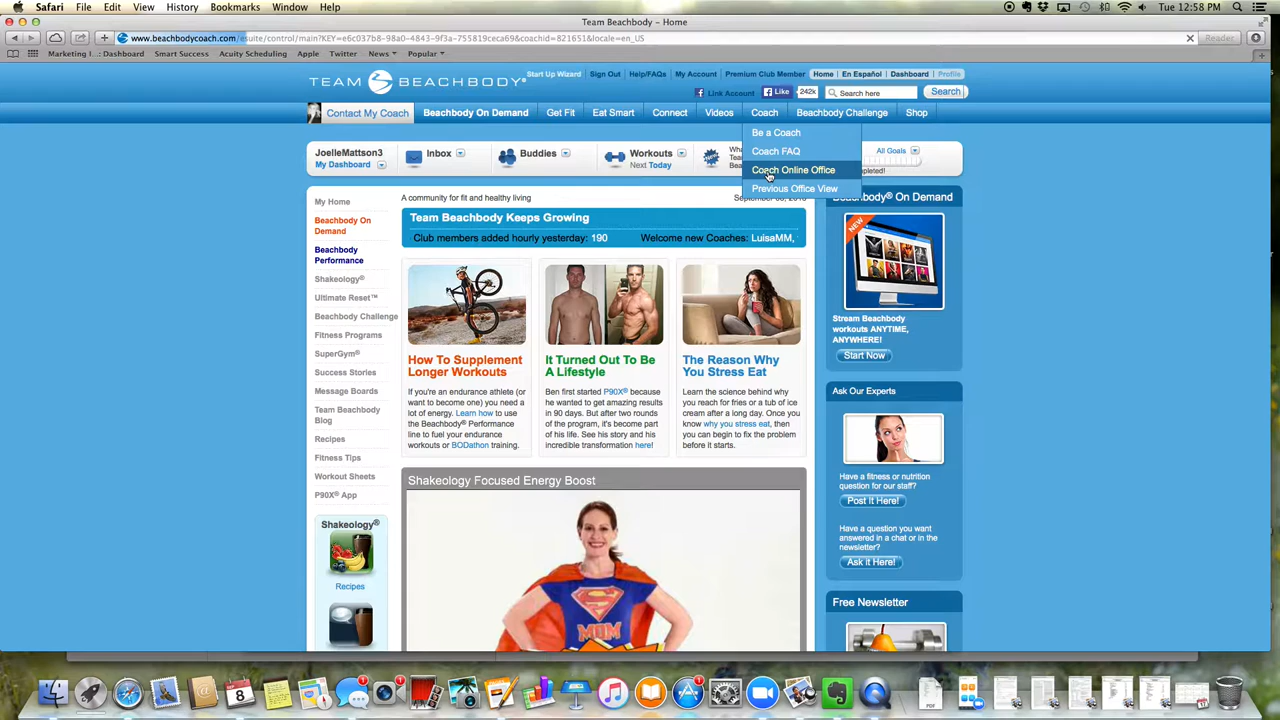 Safari File Edit View History Bookmarks Window Help Tue 12:58 PM
Team Beachbody – Home
www.beachbodycoach.com/esuite/control/main?KEY=e6c037b8-98a0-4843-9f3a-755819ceca69&coachid=821651&locale=en_US Reader
Marketing I...: Dashboard Smart Success Acuity Scheduling Apple Twitter News Popular
TEAM BEACHBODY®
Start Up Wizard Sign Out Help/FAQs My Account Premium Club Member Home En Español Dashboard Profile
Link Account Like 242k Search here Search
Contact My Coach Beachbody On Demand Get Fit Eat Smart Connect Videos Coach Beachbody Challenge Shop
Be a Coach
Coach FAQ
Coach Online Office
Previous Office View
JoelleMattson3
My Dashboard
Inbox
Buddies
Workouts
Next Today
All Goals
My Home
Beachbody On
Demand
Beachbody
Performance
Shakeology®
Ultimate Reset™
Beachbody Challenge
Fitness Programs
SuperGym®
Success Stories
Message Boards
Team Beachbody
Blog
Recipes
Fitness Tips
Worksheets
P90X® App
Shakeology®
Recipes
A community for fit and healthy living
Team Beachbody Keeps Growing
Club members added hourly yesterday: 190 Welcome new Coaches: LuisaMM,
How To Supplement
Longer Workouts
If you're an endurance athlete (or
want to become one) you need a
lot of energy. Learn how to use
the Beachbody® Performance
line to fuel your endurance
workouts or BODathon training.
It Turned Out To Be
A Lifestyle
Ben first started P90X® because
he wanted to get amazing results
in 90 days. But after two rounds
of the program, it's become part
of his life. See his story and his
incredible transformation here!
The Reason Why
You Stress Eat
Learn the science behind why
you reach for fries or a tub of ice
cream after a long day. Once you
know why you stress eat, then
you can begin to fix the problem
before it starts.
Shakeology Focused Energy Boost
MOM
Beachbody® On Demand
NEW
Stream Beachbody
workouts ANYTIME,
ANYWHERE!
Start Now
Ask Our Experts
Have a fitness or nutrition
question for our staff?
Post It Here!
Have a question you want
answered in a chat or in the
newsletter?
Ask it Here!
Free Newsletter